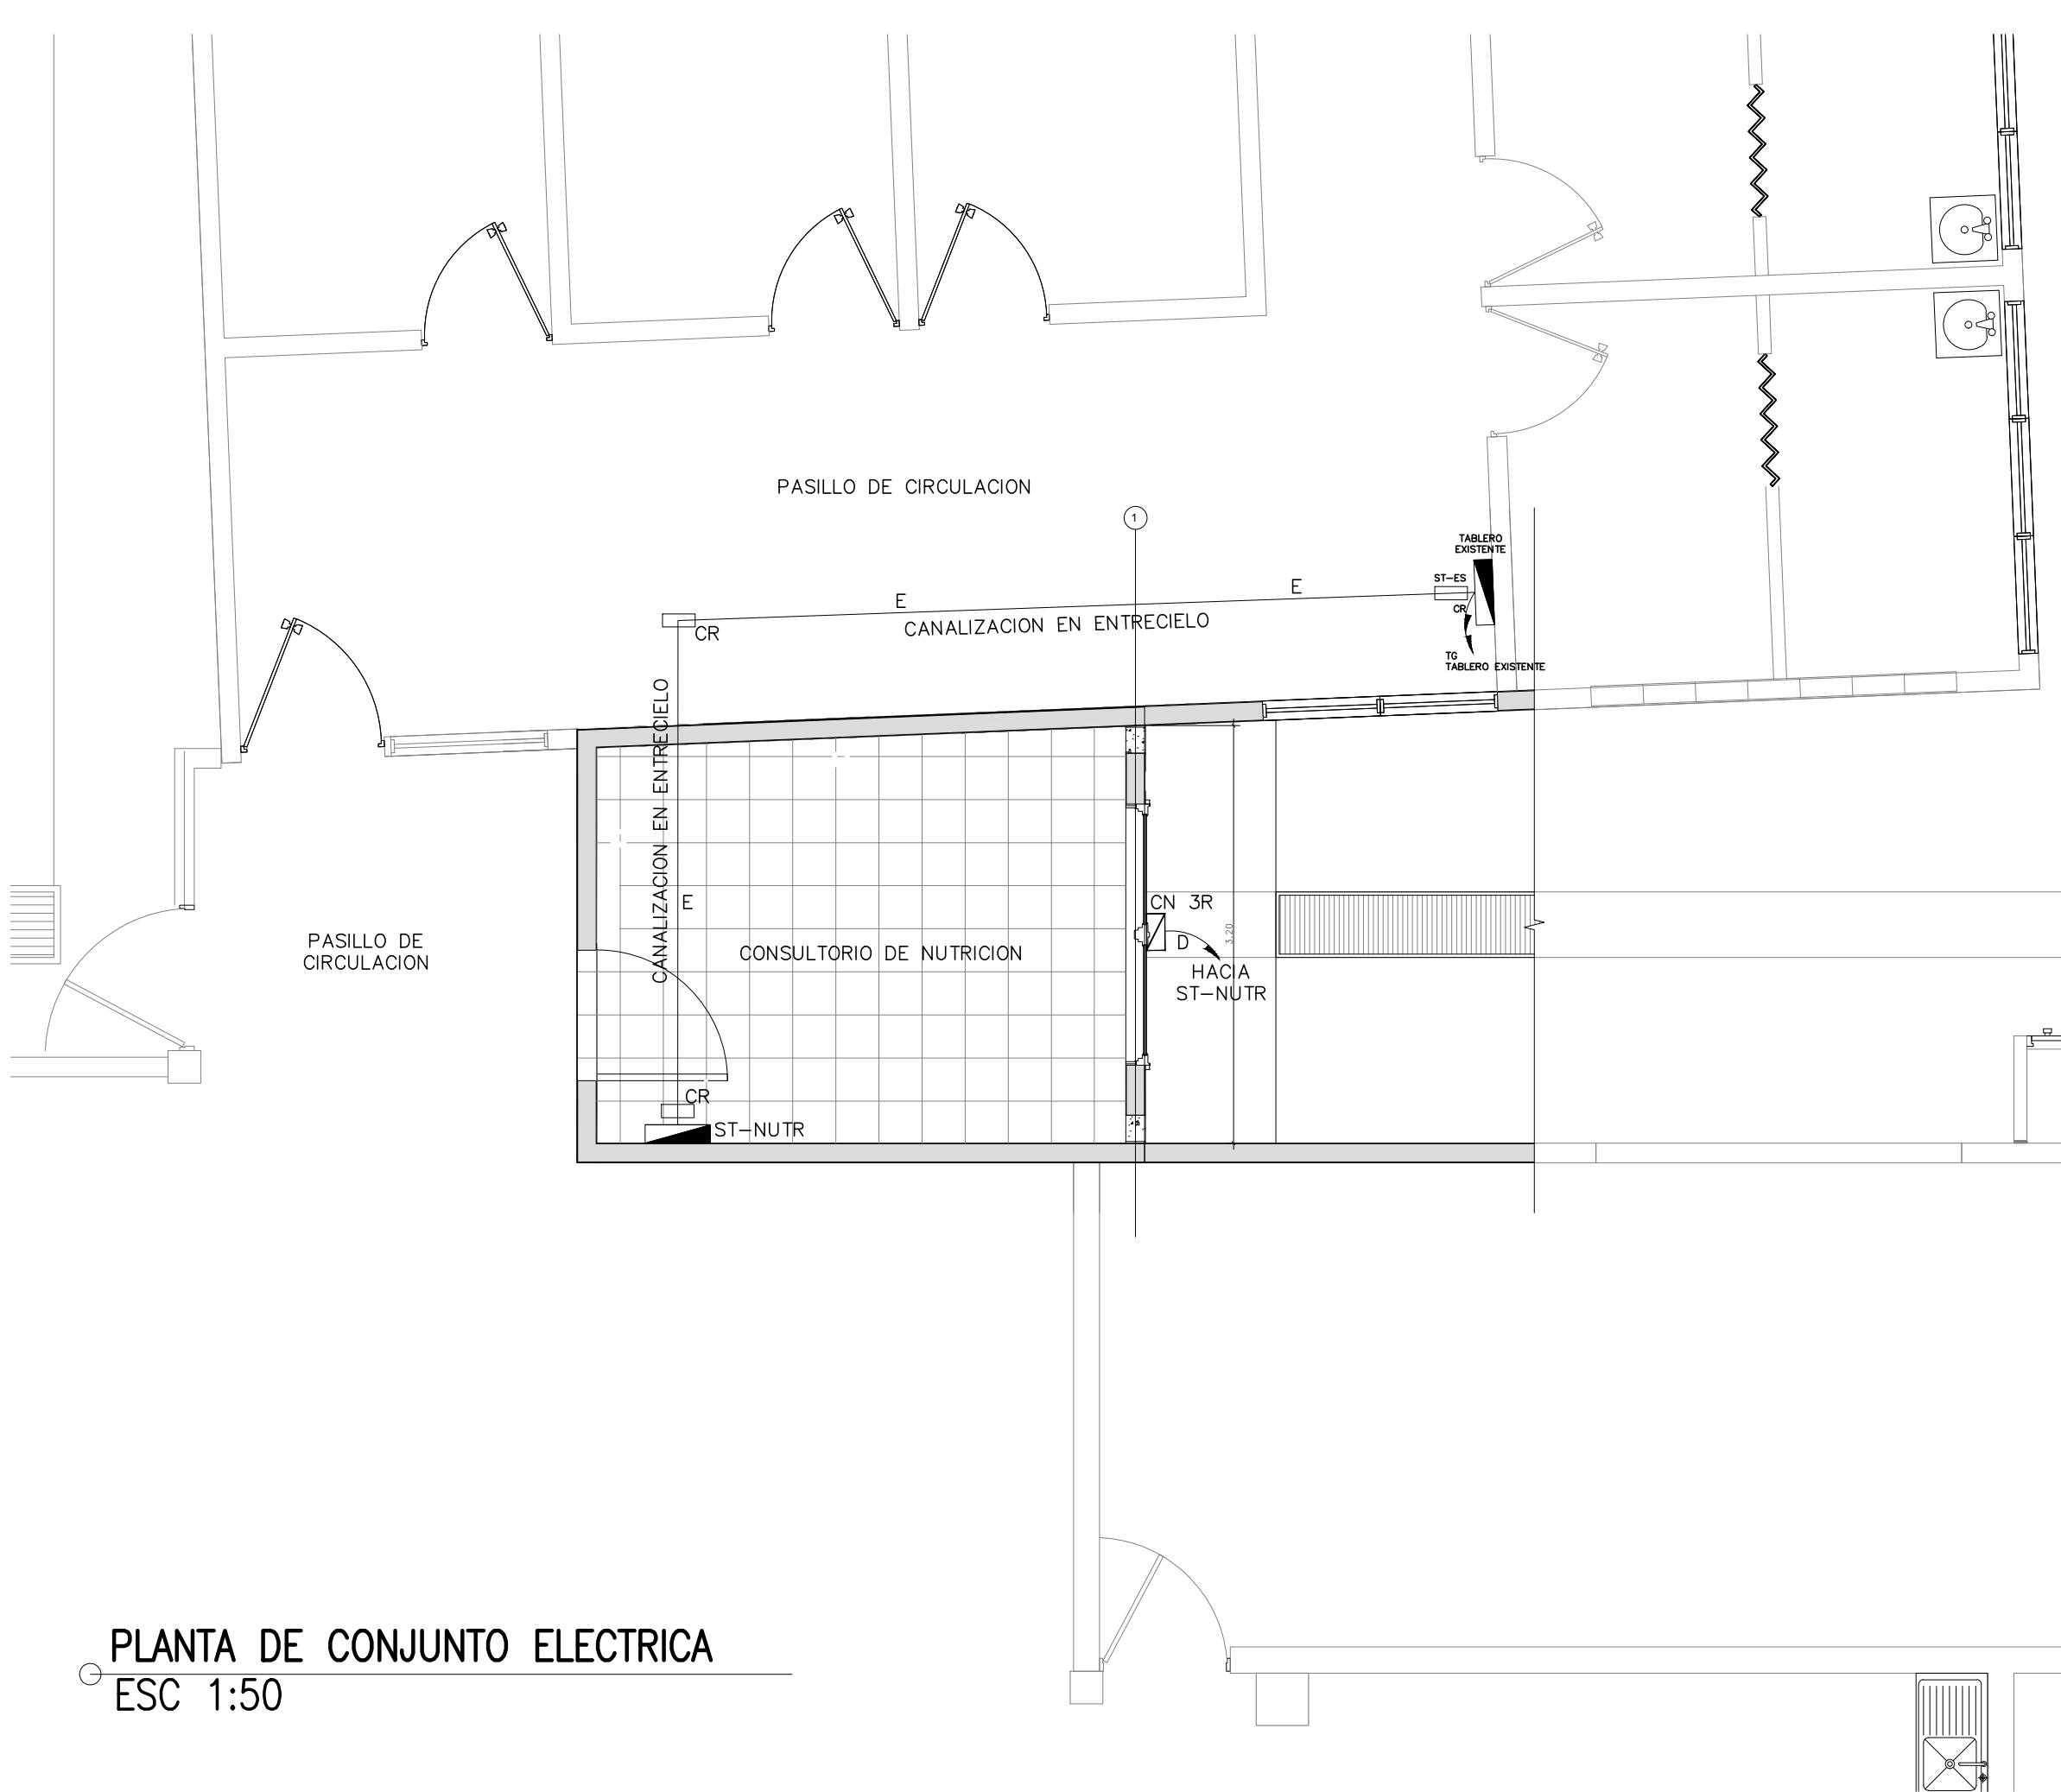 PASILLO DE CIRCULACION
1
TABLERO
EXISTENTE
ST-ES
CR
TG
TABLERO EXISTENTE
E
E
CR
CANALIZACION EN ENTRECIELO
CANALIZACION EN ENTRECIELO
E
PASILLO DE
CIRCULACION
CONSULTORIO DE NUTRICION
CN 3R
D
3.20
HACIA
ST-NUTR
CR
ST-NUTR
PLANTA DE CONJUNTO ELECTRICA
ESC 1:50